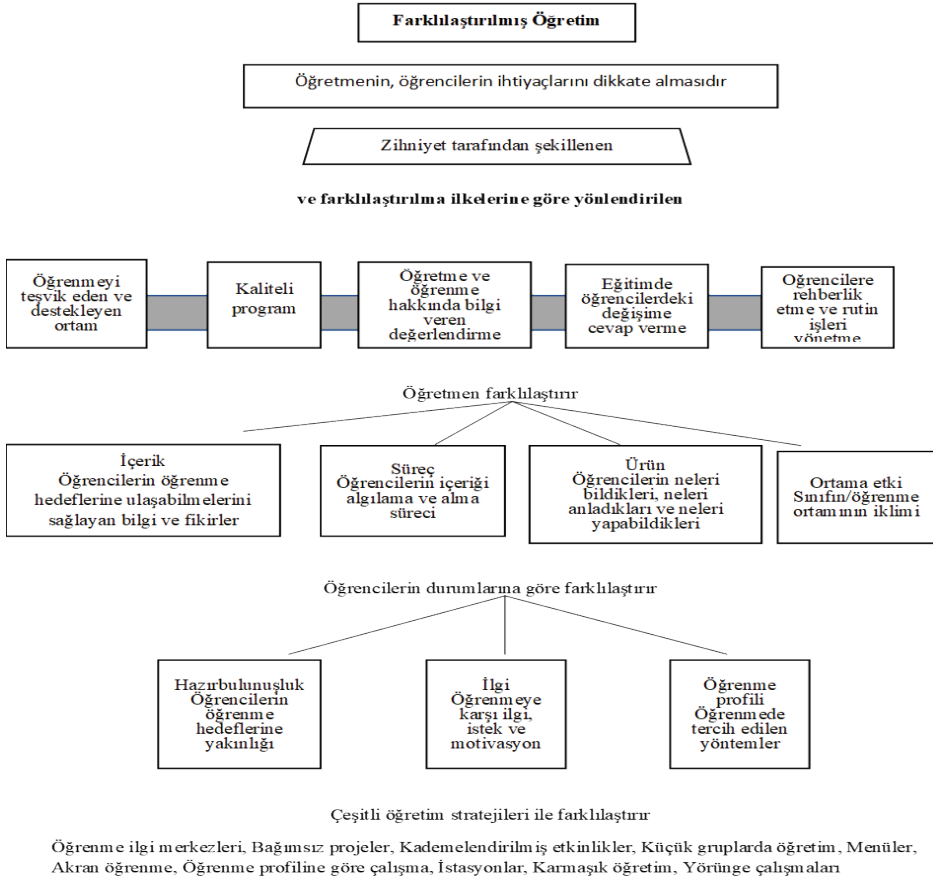 Farklılaştırılmış Öğretim
Öğretmenin, öğrencilerin ihtiyaçlarını dikkate almasıdır
Zihniyet tarafından şekillenen
ve farklılaştırılma ilkelerine göre yönlendirilen
Öğrenmeyi
teşvik eden ve
destekleyen
ortam
Kaliteli
program
Öğretme ve
öğrenme
hakkında bilgi
veren
değerlendirme
Eğitimde
öğrencilerdeki
değişime
cevap verme
Öğrencilere
rehberlik
etme ve rutin
işleri
yönetme
Öğretmen farklılaştırır
İçerik
Öğrencilerin öğrenme
hedeflerine ulaşabilmelerini
sağlayan bilgi ve fikirler
Süreç
Öğrencilerin içeriği
algılama ve alma
süreci
Ürün
Öğrencilerin neleri
bildikleri, neleri
anladıkları ve neleri
yapabildikleri
Ortama etki
Sınıfın/öğrenme
ortamının iklimi
Öğrencilerin durumlarına göre farklılaştırır
Hazırbulunuşluk
Öğrencilerin
öğrenme
hedeflerine
yakınlığı
İlgi
Öğrenmeye
karşı ilgi,
istek ve
motivasyon
Öğrenme
profili
Öğrenmede
tercih edilen
yöntemler
Çeşitli öğretim stratejileri ile farklılaştırır
Öğrenme ilgi merkezleri, Bağımsız projeler, Kademelendirilmiş etkinlikler, Küçük gruplarda öğretim, Menüler,
Akran öğrenme, Öğrenme profiline göre çalışma, İstasyonlar, Karmaşık öğretim, Yörünge çalışmaları